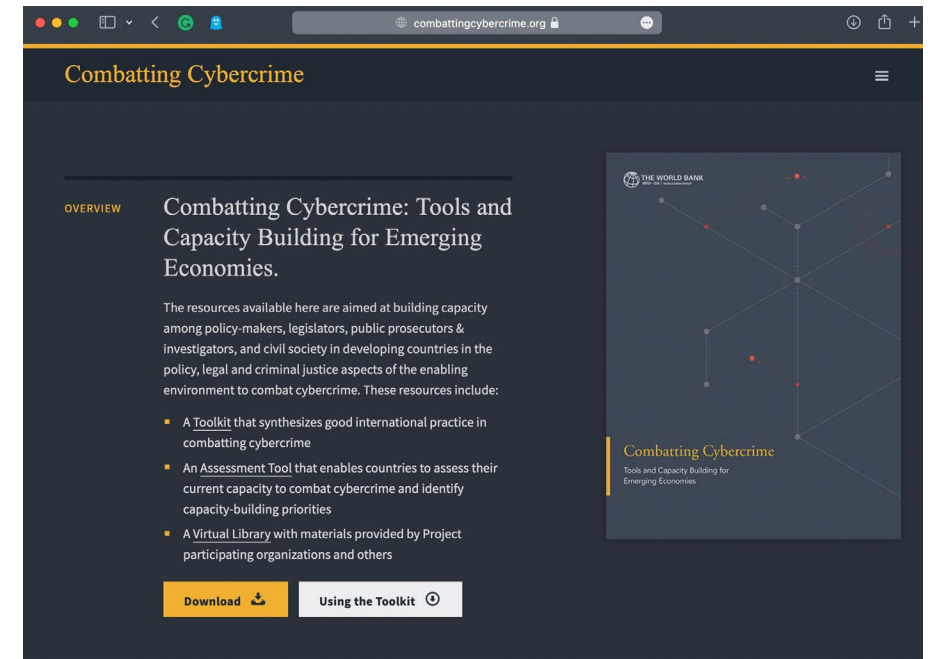 combattingcybercrime.org
Combatting Cybercrime
OVERVIEW
Combatting Cybercrime: Tools and
Capacity Building for Emerging
Economies.
The resources available here are aimed at building capacity
among policy-makers, legislators, public prosecutors &
investigators, and civil society in developing countries in the
policy, legal and criminal justice aspects of the enabling
environment to combat cybercrime. These resources include:
A Toolkit that synthesizes good international practice in
combatting cybercrime
An Assessment Tool that enables countries to assess their
current capacity to combat cybercrime and identify
capacity-building priorities
A Virtual Library with materials provided by Project
participating organizations and others
Download
Using the Toolkit
THE WORLD BANK
IBRD • IDA | WORLD BANK GROUP
Combatting Cybercrime
Tools and Capacity Building for
Emerging Economies